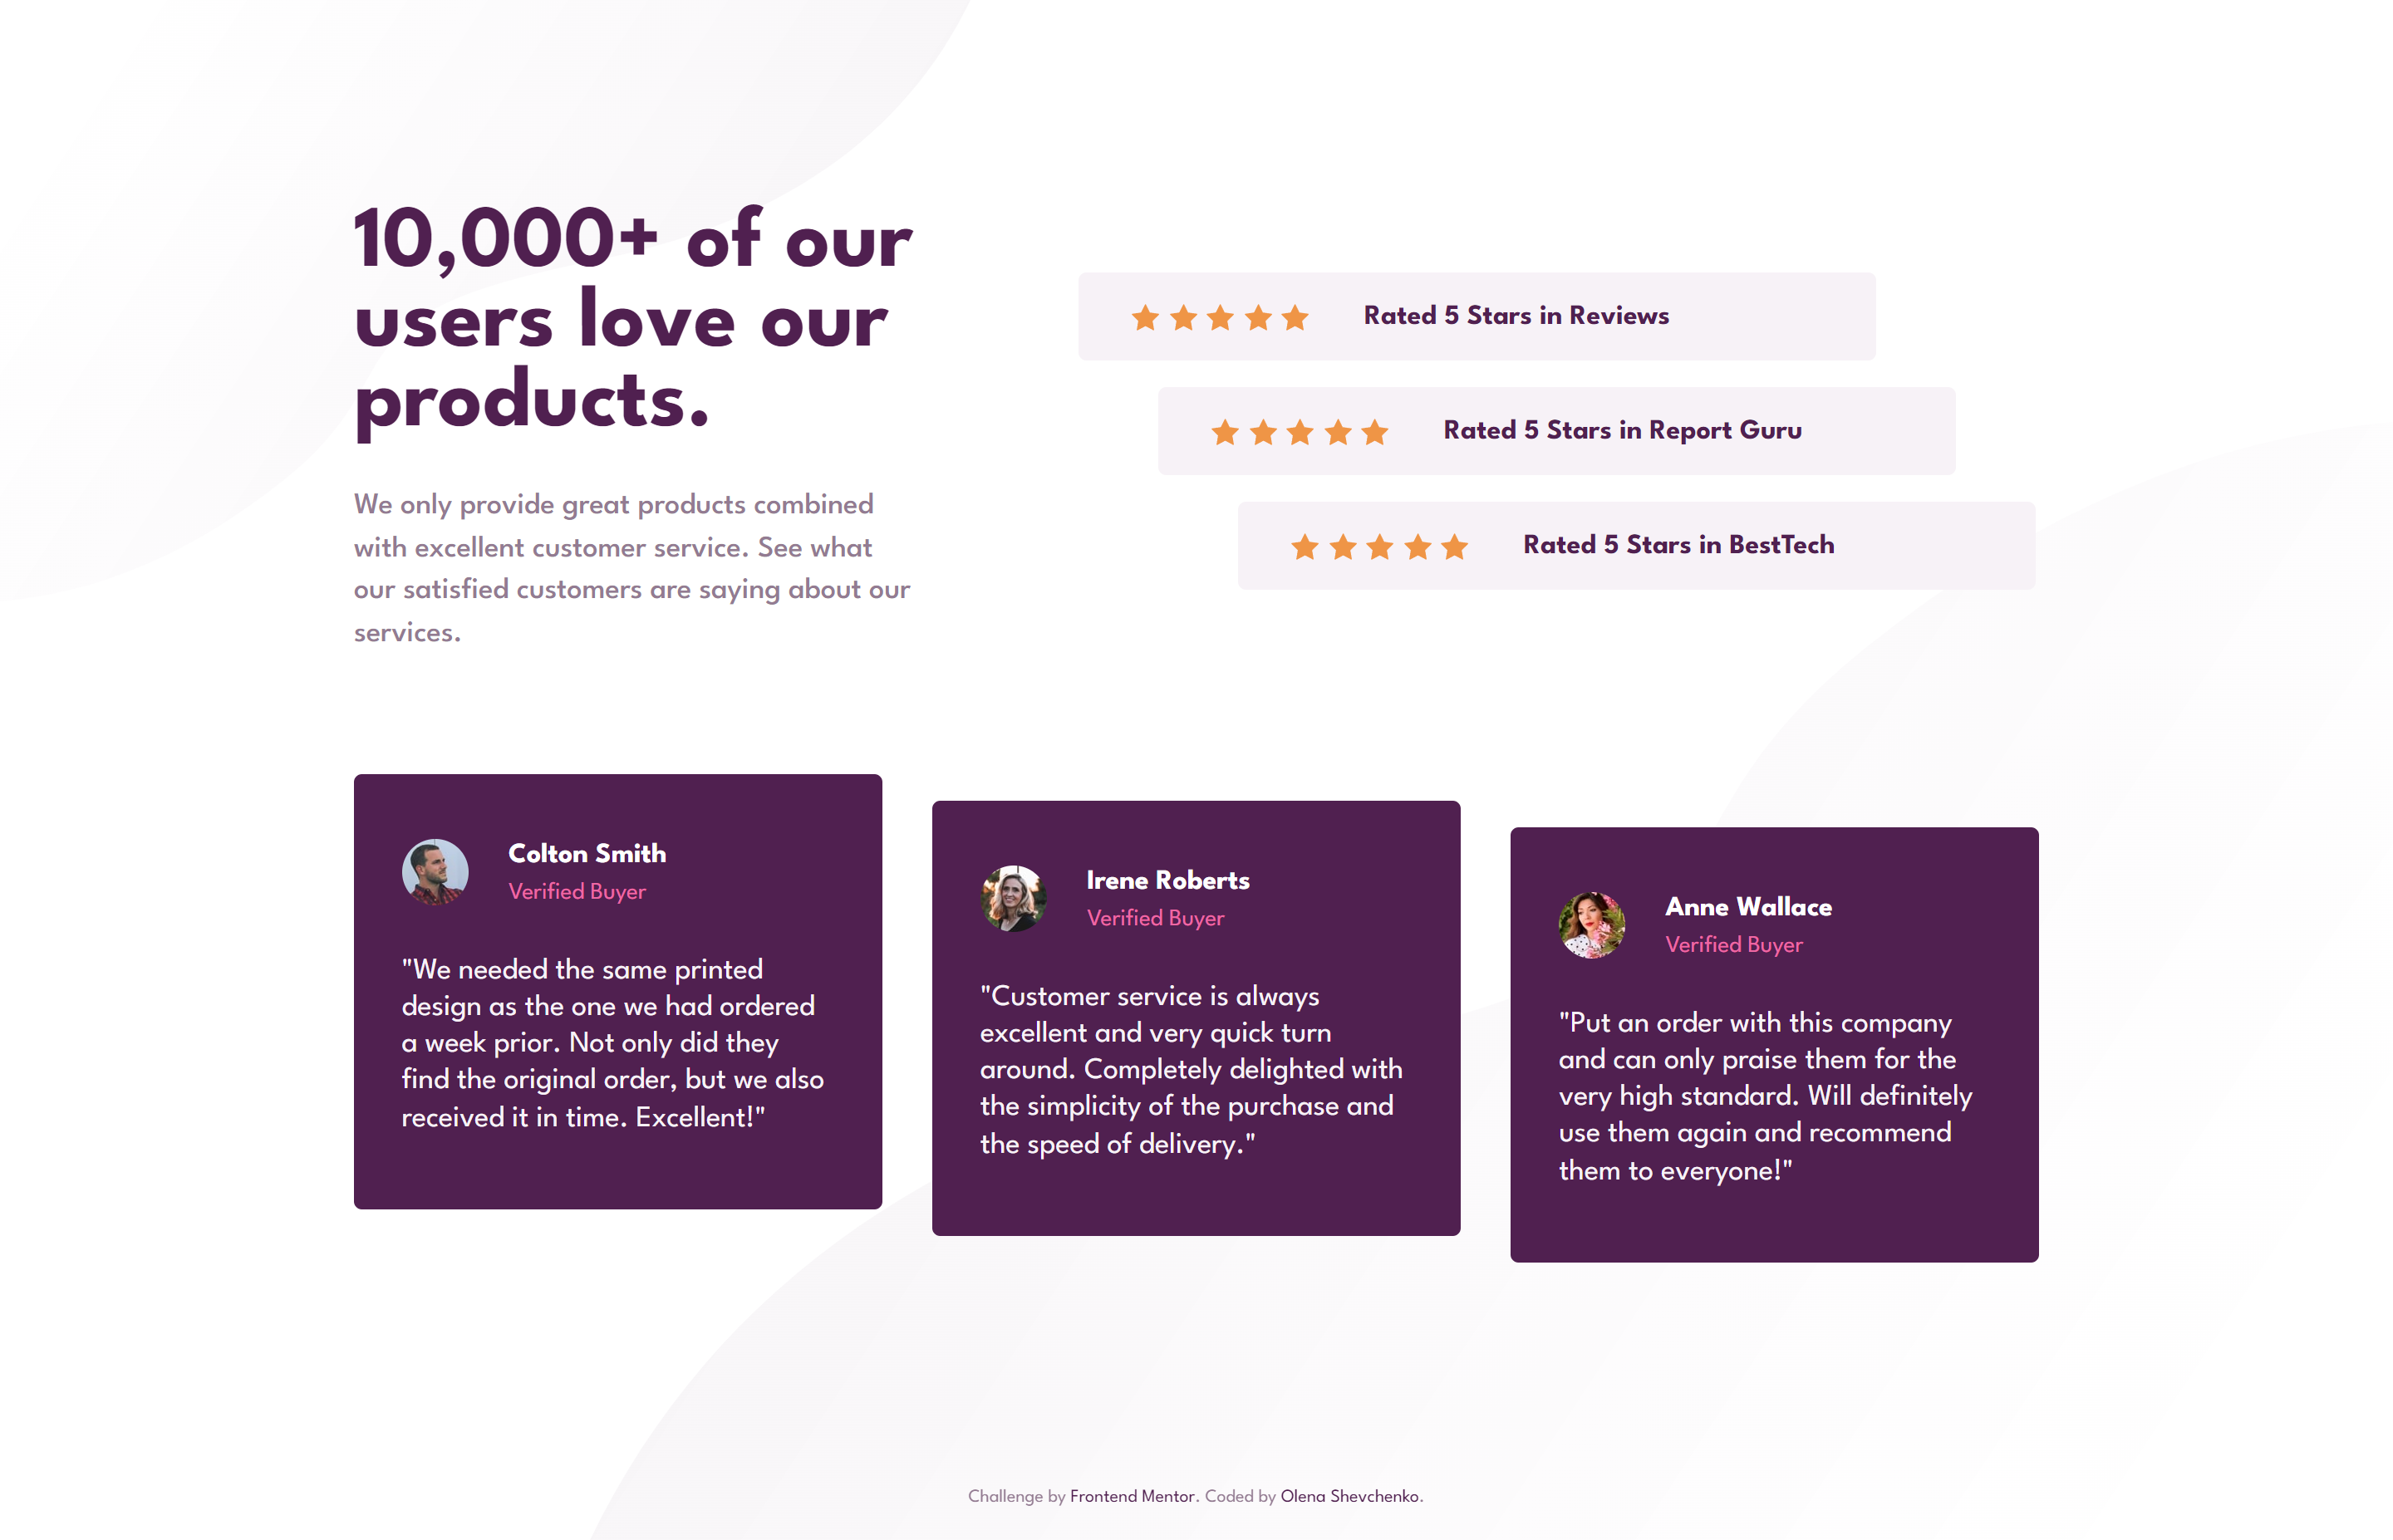 10,000+ of our
users love our
products.
We only provide great products combined
with excellent customer service. See what
our satisfied customers are saying about our
services.
Rated 5 Stars in Reviews
Rated 5 Stars in Report Guru
Rated 5 Stars in BestTech
Colton Smith
Verified Buyer
"We needed the same printed
design as the one we had ordered
a week prior. Not only did they
find the original order, but we also
received it in time. Excellent!"
Irene Roberts
Verified Buyer
"Customer service is always
excellent and very quick turn
around. Completely delighted with
the simplicity of the purchase and
the speed of delivery."
Anne Wallace
Verified Buyer
"Put an order with this company
and can only praise them for the
very high standard. Will definitely
use them again and recommend
them to everyone!"
Challenge by Frontend Mentor. Coded by Olena Shevchenko.